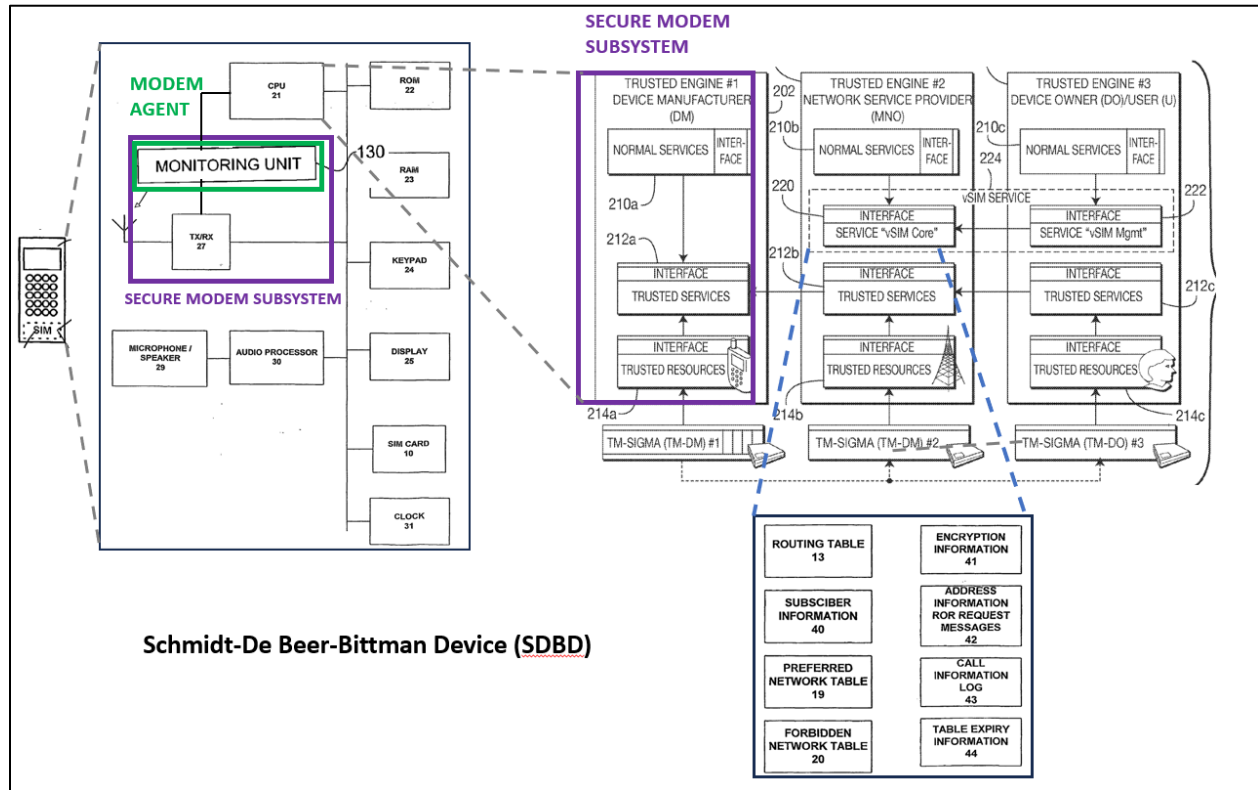 SECURE MODEM
SUBSYSTEM
MODEM
AGENT
CPU
21
ROM
22
MONITORING UNIT
130
RAM
23
TX/RX
27
KEYPAD
24
SECURE MODEM SUBSYSTEM
SIM
MICROPHONE /
SPEAKER
29
AUDIO PROCESSOR
30
DISPLAY
25
SIM CARD
10
CLOCK
31
TRUSTED ENGINE #1
DEVICE MANUFACTURER
(DM)
202
TRUSTED ENGINE #2
NETWORK SERVICE PROVIDER
(MNO)
TRUSTED ENGINE #3
DEVICE OWNER (DO)/USER (U)
NORMAL SERVICES
INTER-
FACE
210a
210b
NORMAL SERVICES
INTER-
FACE
210c
NORMAL SERVICES
INTER-
FACE
224
vSIM SERVICE
220
INTERFACE
SERVICE "vSIM Core"
INTERFACE
SERVICE "vSIM Mgmt"
222
212a
INTERFACE
TRUSTED SERVICES
212b
INTERFACE
TRUSTED SERVICES
INTERFACE
TRUSTED SERVICES
212c
INTERFACE
TRUSTED RESOURCES
214a
INTERFACE
TRUSTED RESOURCES
214b
INTERFACE
TRUSTED RESOURCES
214c
TM-SIGMA (TM-DM) #1
TM-SIGMA (TM-DM) #2
TM-SIGMA (TM-DO) #3
ROUTING TABLE
13
ENCRYPTION
INFORMATION
41
SUBSCIBER
INFORMATION
40
ADDRESS
INFORMATION
ROR REQUEST
MESSAGES
42
PREFERRED
NETWORK TABLE
19
CALL
INFORMATION
LOG
43
FORBIDDEN
NETWORK TABLE
20
TABLE EXPIRY
INFORMATION
44
Schmidt-De Beer-Bittman Device (SDBD)